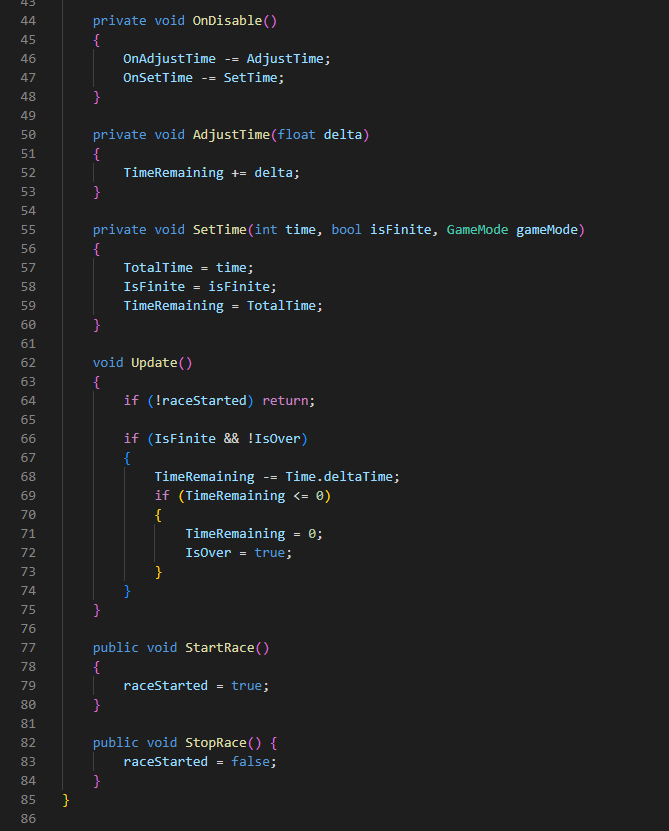 43
44 private void OnDisable()
45 {
46 OnAdjustTime -= AdjustTime;
47 OnSetTime -= SetTime;
48 }
49
50 private void AdjustTime(float delta)
51 {
52 TimeRemaining += delta;
53 }
54
55 private void SetTime(int time, bool isFinite, GameMode gameMode)
56 {
57 TotalTime = time;
58 IsFinite = isFinite;
59 TimeRemaining = TotalTime;
60 }
61
62 void Update()
63 {
64 if (!raceStarted) return;
65
66 if (IsFinite && !IsOver)
67 {
68 TimeRemaining -= Time.deltaTime;
69 if (TimeRemaining <= 0)
70 {
71 TimeRemaining = 0;
72 IsOver = true;
73 }
74 }
75 }
76
77 public void StartRace()
78 {
79 raceStarted = true;
80 }
81
82 public void StopRace() {
83 raceStarted = false;
84 }
85 }
86